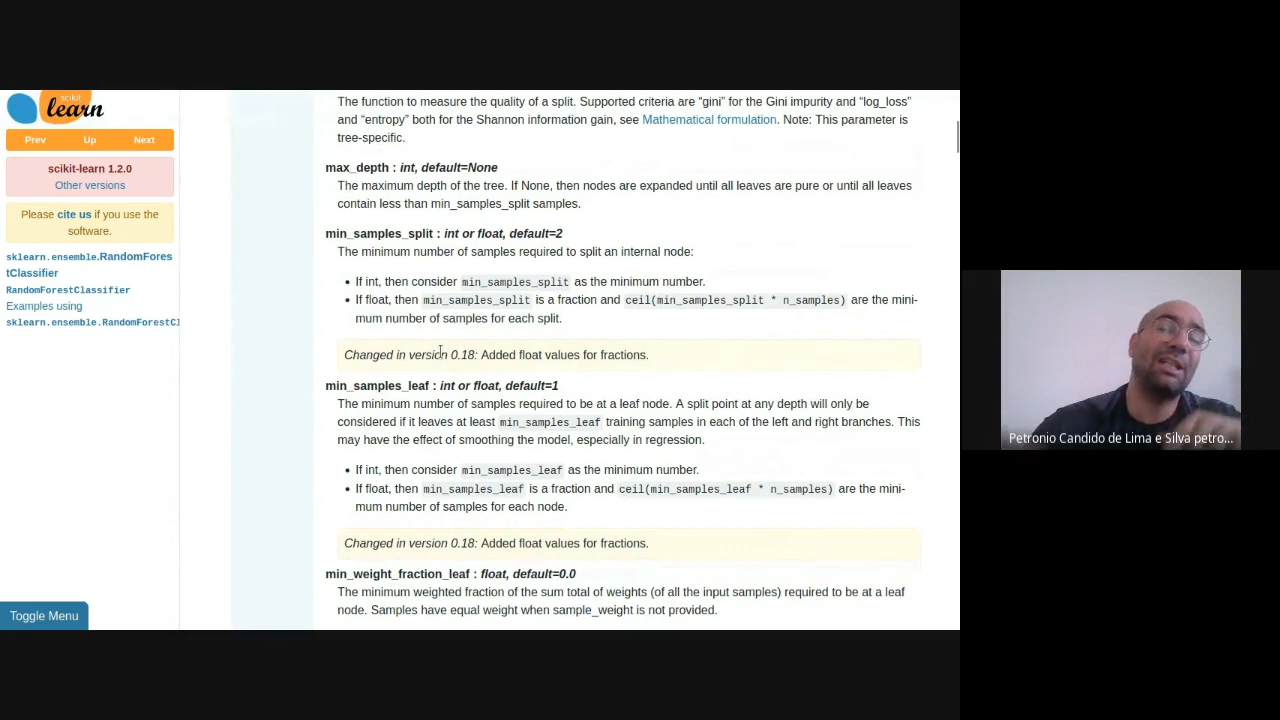 scikit
learn
Prev Up Next
scikit-learn 1.2.0
Other versions
Please cite us if you use the
software.
sklearn.ensemble.RandomFores
tClassifier
RandomForestClassifier
Examples using
sklearn.ensemble.RandomForestCl
Toggle Menu
The function to measure the quality of a split. Supported criteria are “gini” for the Gini impurity and “log_loss”
and “entropy” both for the Shannon information gain, see Mathematical formulation. Note: This parameter is
tree-specific.
max_depth : int, default=None
The maximum depth of the tree. If None, then nodes are expanded until all leaves are pure or until all leaves
contain less than min_samples_split samples.
min_samples_split : int or float, default=2
The minimum number of samples required to split an internal node:
• If int, then consider min_samples_split as the minimum number.
• If float, then min_samples_split is a fraction and ceil(min_samples_split * n_samples) are the mini-
mum number of samples for each split.
Changed in version 0.18: Added float values for fractions.
min_samples_leaf : int or float, default=1
The minimum number of samples required to be at a leaf node. A split point at any depth will only be
considered if it leaves at least min_samples_leaf training samples in each of the left and right branches. This
may have the effect of smoothing the model, especially in regression.
• If int, then consider min_samples_leaf as the minimum number.
• If float, then min_samples_leaf is a fraction and ceil(min_samples_leaf * n_samples) are the mini-
mum number of samples for each node.
Changed in version 0.18: Added float values for fractions.
min_weight_fraction_leaf : float, default=0.0
The minimum weighted fraction of the sum total of weights (of all the input samples) required to be at a leaf
node. Samples have equal weight when sample_weight is not provided.
Petronio Candido de Lima e Silva petro...